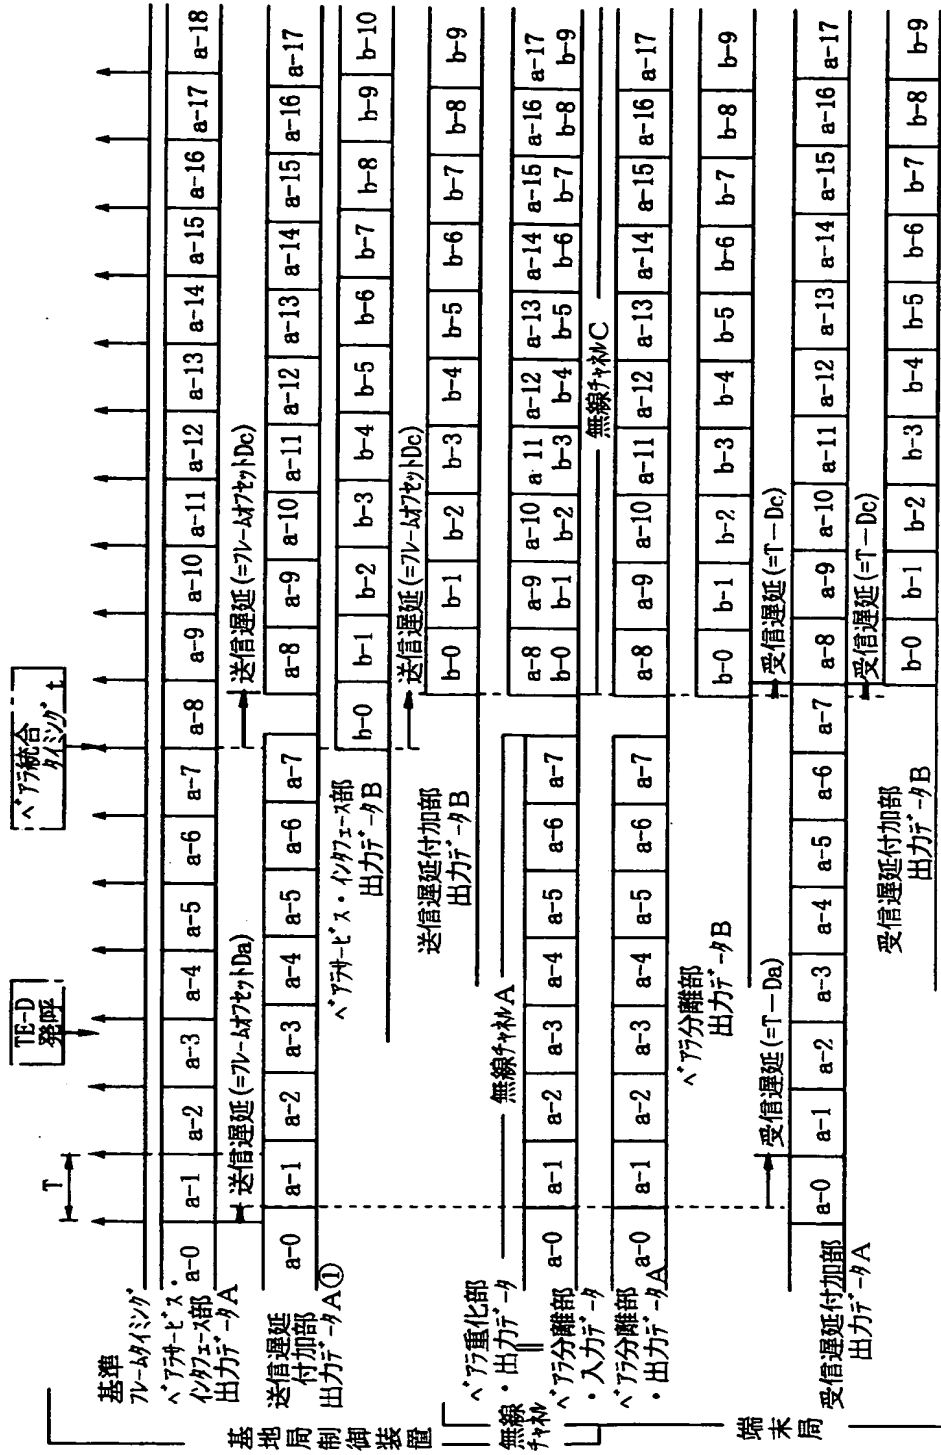 TE-D
発呼
ベアラ統合
タイミング t
T
基準
フレームタイミング
ベアラサービス・
インタフェース部
出力データA
a-0 a-1 a-2 a-3 a-4 a-5 a-6 a-7 a-8 a-9 a-10 a-11 a-12 a-13 a-14 a-15 a-16 a-17 a-18
送信遅延(=フレームオフセットDa)
送信遅延(=フレームオフセットDc)
送信遅延
付加部
出力データA①
a-0 a-1 a-2 a-3 a-4 a-5 a-6 a-7 a-8 a-9 a-10 a-11 a-12 a-13 a-14 a-15 a-16 a-17
ベアラサービス・インタフェース部
出力データB
b-0 b-1 b-2 b-3 b-4 b-5 b-6 b-7 b-8 b-9 b-10
送信遅延(=フレームオフセットDc)
送信遅延付加部
出力データB
b-0 b-1 b-2 b-3 b-4 b-5 b-6 b-7 b-8 b-9
基地局制御装置
無線チャネルA
ベアラ重化部
・出力データ
ベアラ分離部
・入力データ
a-0 a-1 a-2 a-3 a-4 a-5 a-6 a-7 a-8 a-9 a-10 a-11 a-12 a-13 a-14 a-15 a-16 a-17
b-0 b-1 b-2 b-3 b-4 b-5 b-6 b-7 b-8 b-9
無線チャネルC
無線
チャネル
ベアラ分離部
・出力データA
a-0 a-1 a-2 a-3 a-4 a-5 a-6 a-7 a-8 a-9 a-10 a-11 a-12 a-13 a-14 a-15 a-16 a-17
ベアラ分離部
出力データB
b-0 b-1 b-2 b-3 b-4 b-5 b-6 b-7 b-8 b-9
受信遅延(=T-Da)
受信遅延(=T-Dc)
受信遅延付加部
出力データA
a-0 a-1 a-2 a-3 a-4 a-5 a-6 a-7 a-8 a-9 a-10 a-11 a-12 a-13 a-14 a-15 a-16 a-17
受信遅延(=T-Dc)
受信遅延付加部
出力データB
b-0 b-1 b-2 b-3 b-4 b-5 b-6 b-7 b-8 b-9
端末局